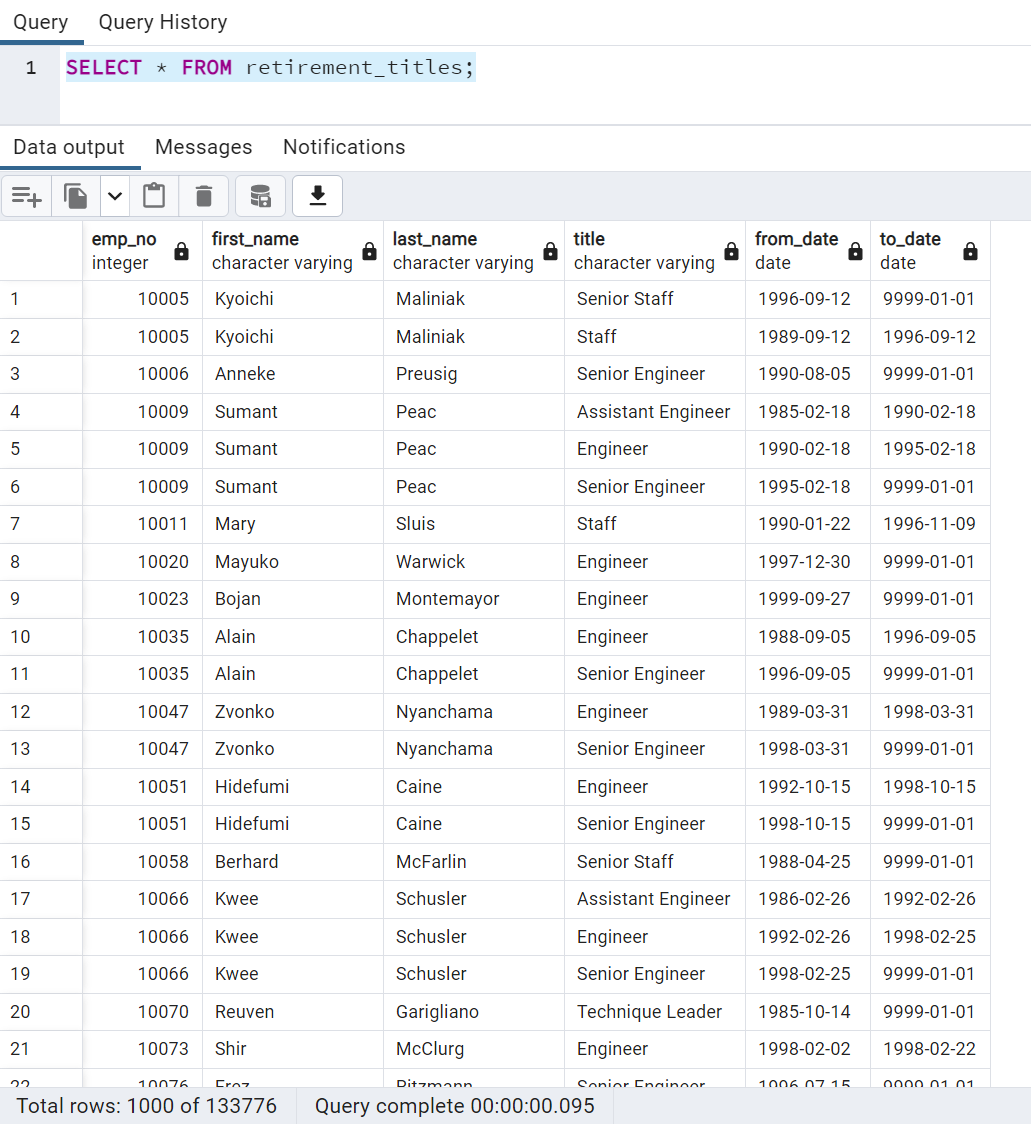 Query Query History
1 SELECT * FROM retirement_titles;
Data output Messages Notifications
emp_no first_name last_name title from_date to_date
integer character varying character varying character varying date date
1 10005 Kyoichi Maliniak Senior Staff 1996-09-12 9999-01-01
2 10005 Kyoichi Maliniak Staff 1989-09-12 1996-09-12
3 10006 Anneke Preusig Senior Engineer 1990-08-05 9999-01-01
4 10009 Sumant Peac Assistant Engineer 1985-02-18 1990-02-18
5 10009 Sumant Peac Engineer 1990-02-18 1995-02-18
6 10009 Sumant Peac Senior Engineer 1995-02-18 9999-01-01
7 10011 Mary Sluis Staff 1990-01-22 1996-11-09
8 10020 Mayuko Warwick Engineer 1997-12-30 9999-01-01
9 10023 Bojan Montemayor Engineer 1999-09-27 9999-01-01
10 10035 Alain Chappelet Engineer 1988-09-05 1996-09-05
11 10035 Alain Chappelet Senior Engineer 1996-09-05 9999-01-01
12 10047 Zvonko Nyanchama Engineer 1989-03-31 1998-03-31
13 10047 Zvonko Nyanchama Senior Engineer 1998-03-31 9999-01-01
14 10051 Hidefumi Caine Engineer 1992-10-15 1998-10-15
15 10051 Hidefumi Caine Senior Engineer 1998-10-15 9999-01-01
16 10058 Berhard McFarlin Senior Staff 1988-04-25 9999-01-01
17 10066 Kwee Schusler Assistant Engineer 1986-02-26 1992-02-26
18 10066 Kwee Schusler Engineer 1992-02-26 1998-02-25
19 10066 Kwee Schusler Senior Engineer 1998-02-25 9999-01-01
20 10070 Reuven Garigliano Technique Leader 1985-10-14 9999-01-01
21 10073 Shir McClurg Engineer 1998-02-02 1998-02-22
22 10076 Erez Ritzmann Senior Engineer 1996-07-15 9999-01-01
Total rows: 1000 of 133776 Query complete 00:00:00.095